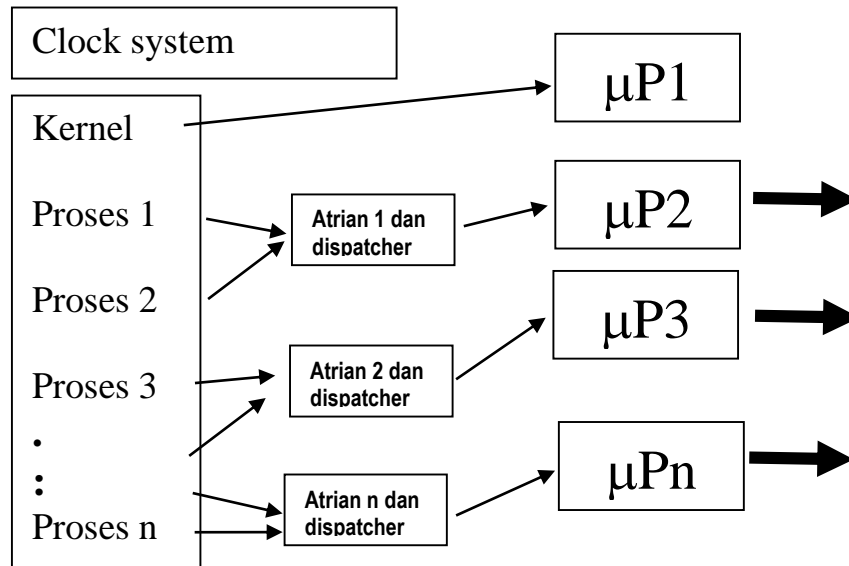 Clock system
Kernel
µP1
Proses 1
Atrian 1 dan
dispatcher
µP2
Proses 2
µP3
Proses 3
Atrian 2 dan
dispatcher
.
:
Atrian n dan
dispatcher
µPn
Proses n